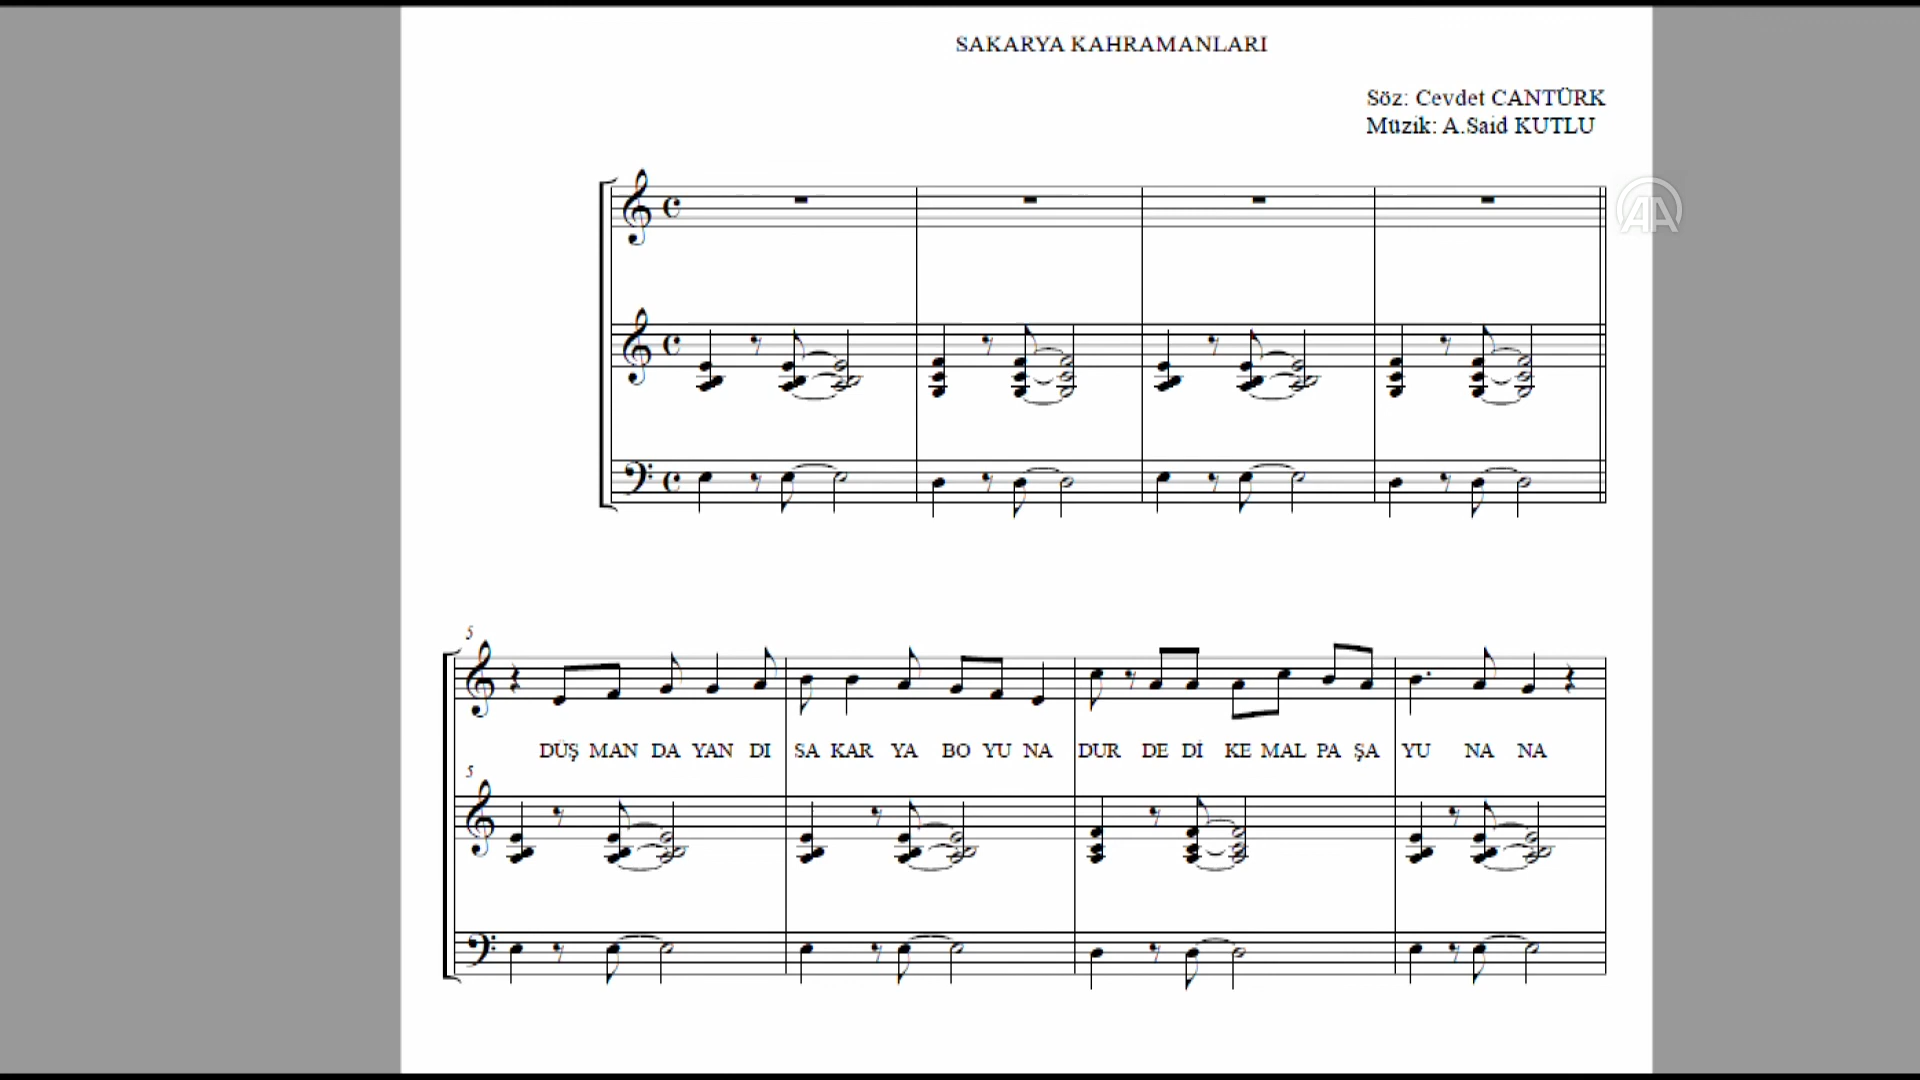 SAKARYA KAHRAMANLARI
Söz: Cevdet CANTÜRK
Müzik: A.Said KUTLU
AA
5
DÜŞ MAN DA YAN DI SA KAR YA BO YU NA DUR DE Dİ KE MAL PA ŞA YU NA NA
5